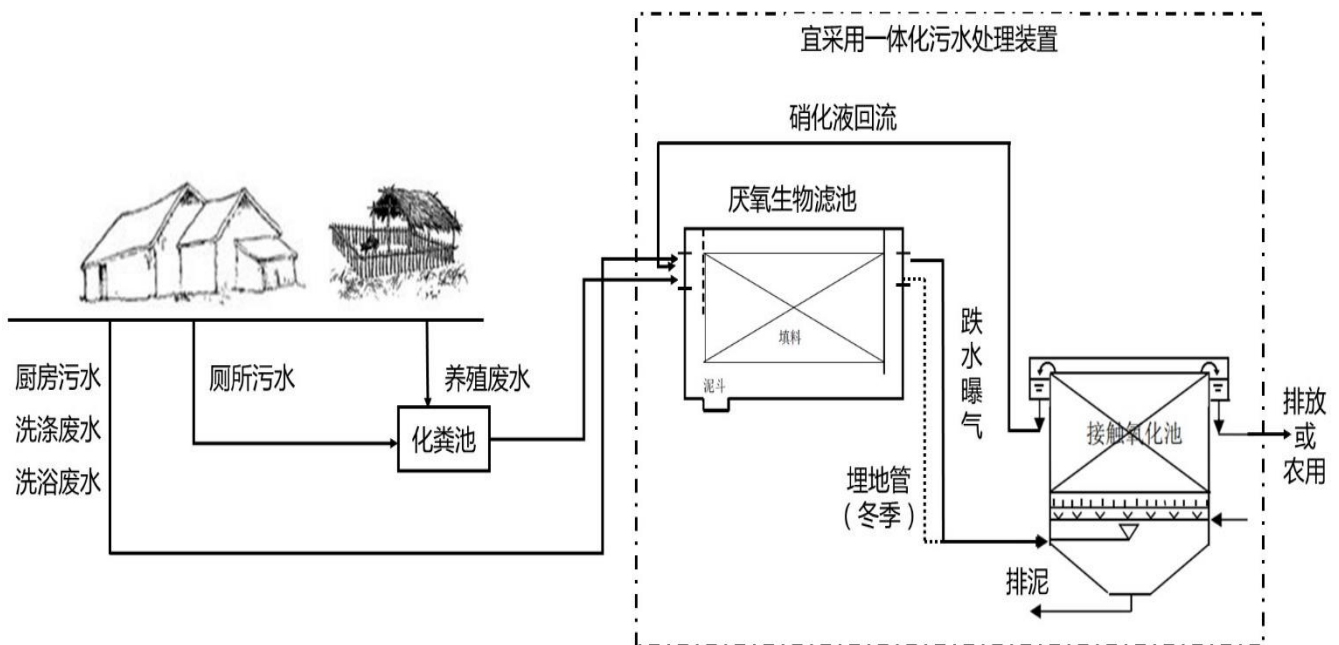 宜采用一体化污水处理装置
硝化液回流
厌氧生物滤池
填料
泥斗
厨房污水
洗涤废水
洗浴废水
厕所污水
养殖废水
化粪池
跌
水
曝
气
埋地管
（冬季）
接触氧化池
排放
或
农用
排泥